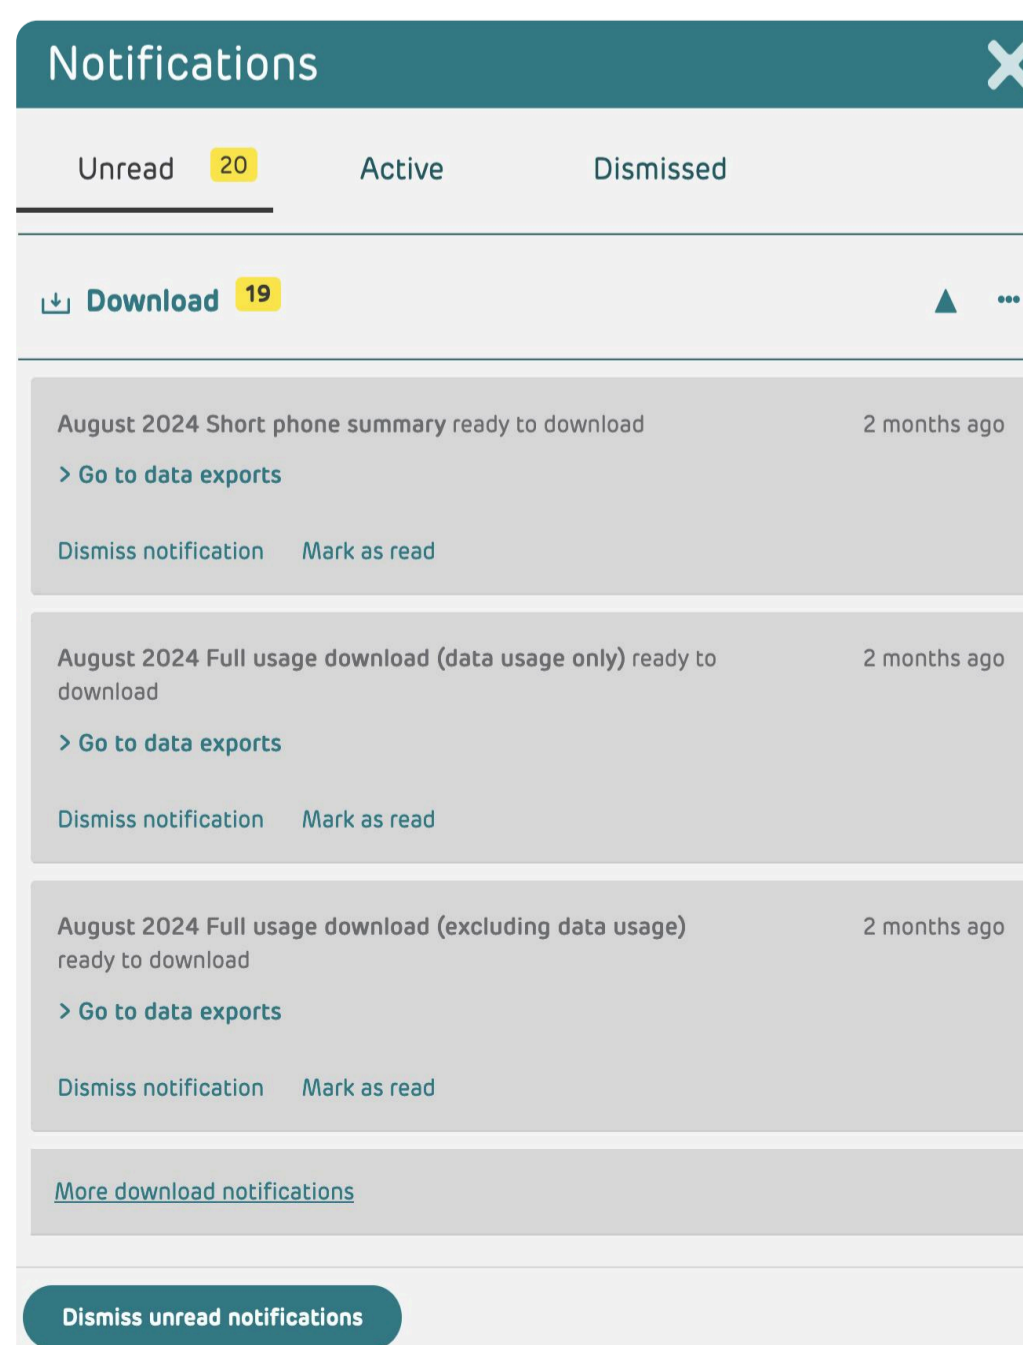 Notifications
Unread 20 Active Dismissed
Download 19
August 2024 Short phone summary ready to download 2 months ago
> Go to data exports
Dismiss notification Mark as read
August 2024 Full usage download (data usage only) ready to 2 months ago
download
> Go to data exports
Dismiss notification Mark as read
August 2024 Full usage download (excluding data usage) 2 months ago
ready to download
> Go to data exports
Dismiss notification Mark as read
More download notifications
Dismiss unread notifications